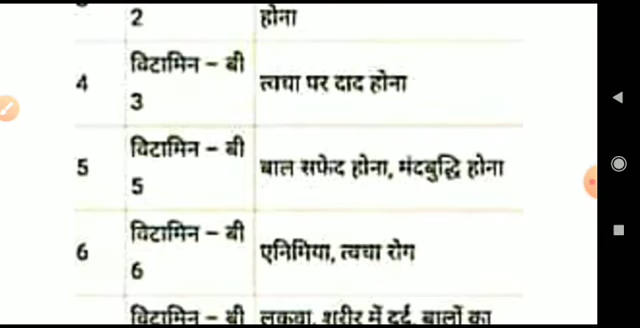 2 होना
विटामिन – बी
4 त्वचा पर दाद होना
3
विटामिन – बी
5 बाल सफेद होना, मंदबुद्धि होना
5
विटामिन – बी
6 एनिमिया, त्वचा रोग
6
विटामिन – बी लकवा, शरीर में दर्द, बालों का